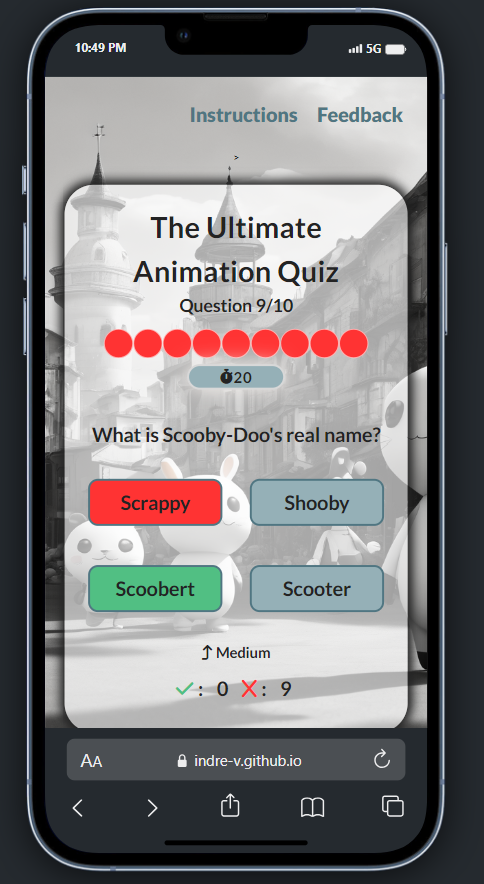 10:49 PM 5G
Instructions Feedback
>
The Ultimate
Animation Quiz
Question 9/10
20
What is Scooby-Doo's real name?
Scrappy Shooby
Scoobert Scooter
Medium
: 0 : 9
AA indre-v.github.io